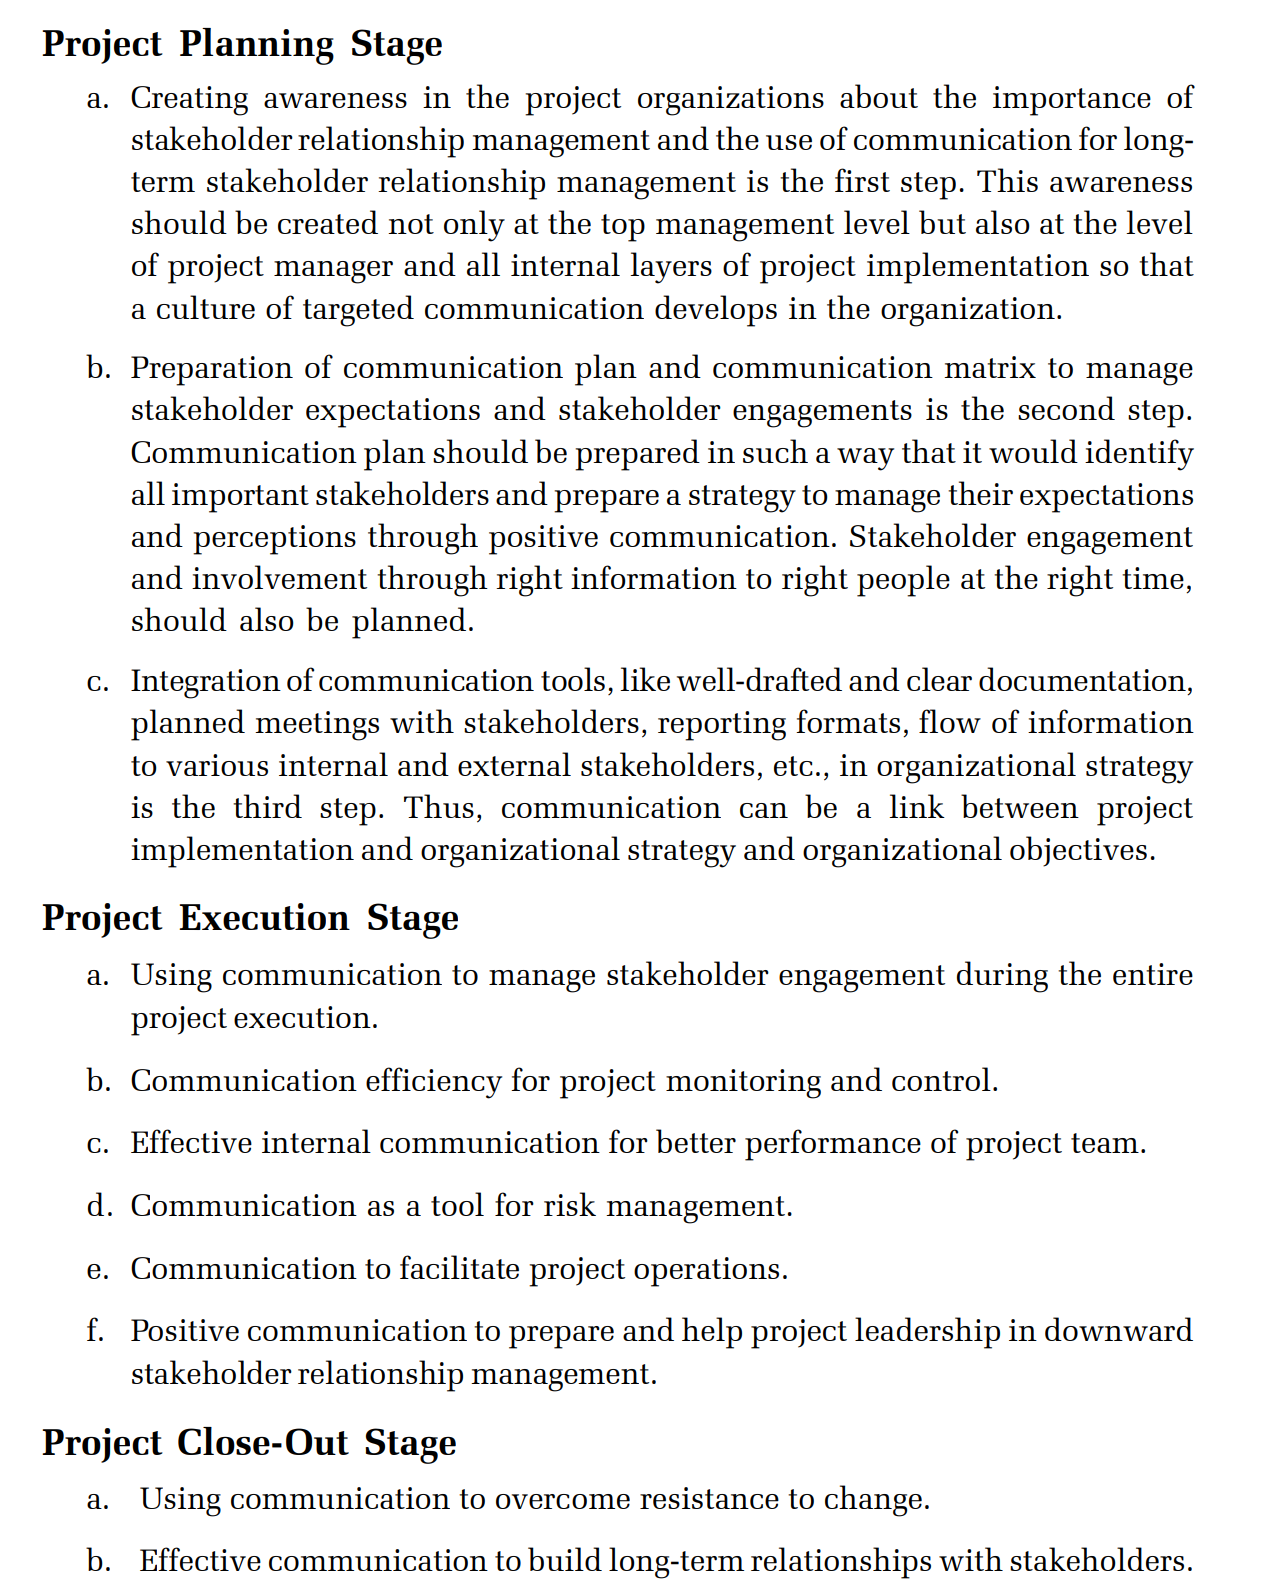 Project Planning Stage
a. Creating awareness in the project organizations about the importance of
stakeholder relationship management and the use of communication for long-
term stakeholder relationship management is the first step. This awareness
should be created not only at the top management level but also at the level
of project manager and all internal layers of project implementation so that
a culture of targeted communication develops in the organization.
b. Preparation of communication plan and communication matrix to manage
stakeholder expectations and stakeholder engagements is the second step.
Communication plan should be prepared in such a way that it would identify
all important stakeholders and prepare a strategy to manage their expectations
and perceptions through positive communication. Stakeholder engagement
and involvement through right information to right people at the right time,
should also be planned.
c. Integration of communication tools, like well-drafted and clear documentation,
planned meetings with stakeholders, reporting formats, flow of information
to various internal and external stakeholders, etc., in organizational strategy
is the third step. Thus, communication can be a link between project
implementation and organizational strategy and organizational objectives.
Project Execution Stage
a. Using communication to manage stakeholder engagement during the entire
project execution.
b. Communication efficiency for project monitoring and control.
c. Effective internal communication for better performance of project team.
d. Communication as a tool for risk management.
e. Communication to facilitate project operations.
f. Positive communication to prepare and help project leadership in downward
stakeholder relationship management.
Project Close-Out Stage
a. Using communication to overcome resistance to change.
b. Effective communication to build long-term relationships with stakeholders.